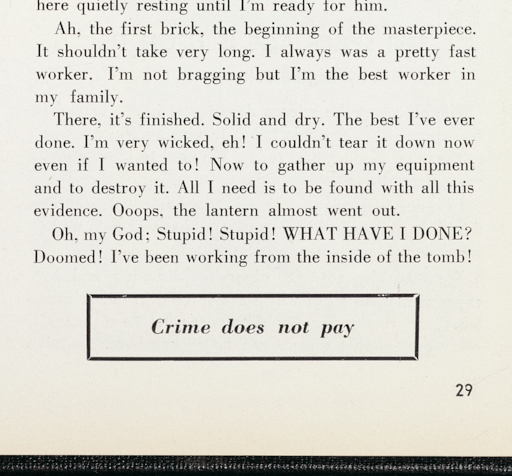 here quietly resting until I'm ready for him.
Ah, the first brick, the beginning of the masterpiece.
It shouldn't take very long. I always was a pretty fast
worker. I'm not bragging but I'm the best worker in
my family.
There, it's finished. Solid and dry. The best I've ever
done. I'm very wicked, eh! I couldn't tear it down now
even if I wanted to! Now to gather up my equipment
and to destroy it. All I need is to be found with all this
evidence. Ooops, the lantern almost went out.
Oh, my God; Stupid! Stupid! WHAT HAVE I DONE?
Doomed! I've been working from the inside of the tomb!
Crime does not pay
29